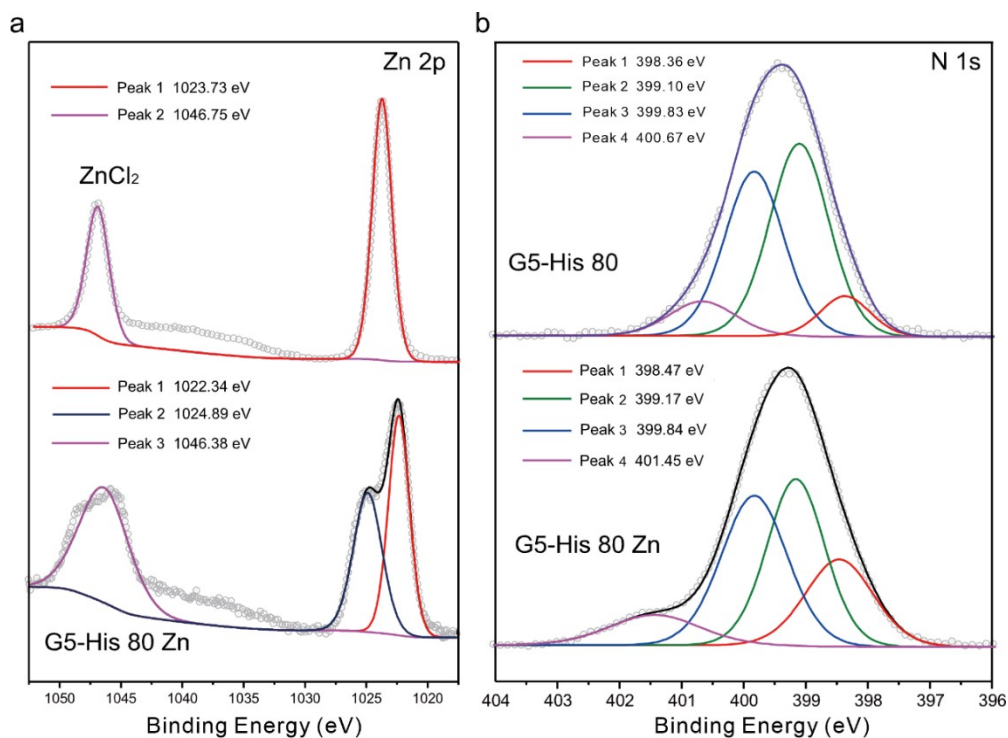 a
Zn 2p
Peak 1 1023.73 eV
Peak 2 1046.75 eV
ZnCl₂
Peak 1 1022.34 eV
Peak 2 1024.89 eV
Peak 3 1046.38 eV
G5-His 80 Zn
1050 1045 1040 1035 1030 1025 1020
Binding Energy (eV)
b
N 1s
Peak 1 398.36 eV
Peak 2 399.10 eV
Peak 3 399.83 eV
Peak 4 400.67 eV
G5-His 80
Peak 1 398.47 eV
Peak 2 399.17 eV
Peak 3 399.84 eV
Peak 4 401.45 eV
G5-His 80 Zn
404 403 402 401 400 399 398 397 396
Binding Energy (eV)